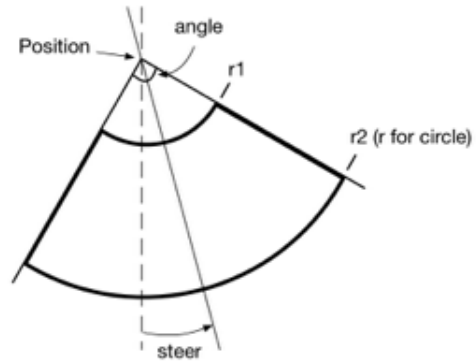 angle
Position
r1
r2 (r for circle)
steer